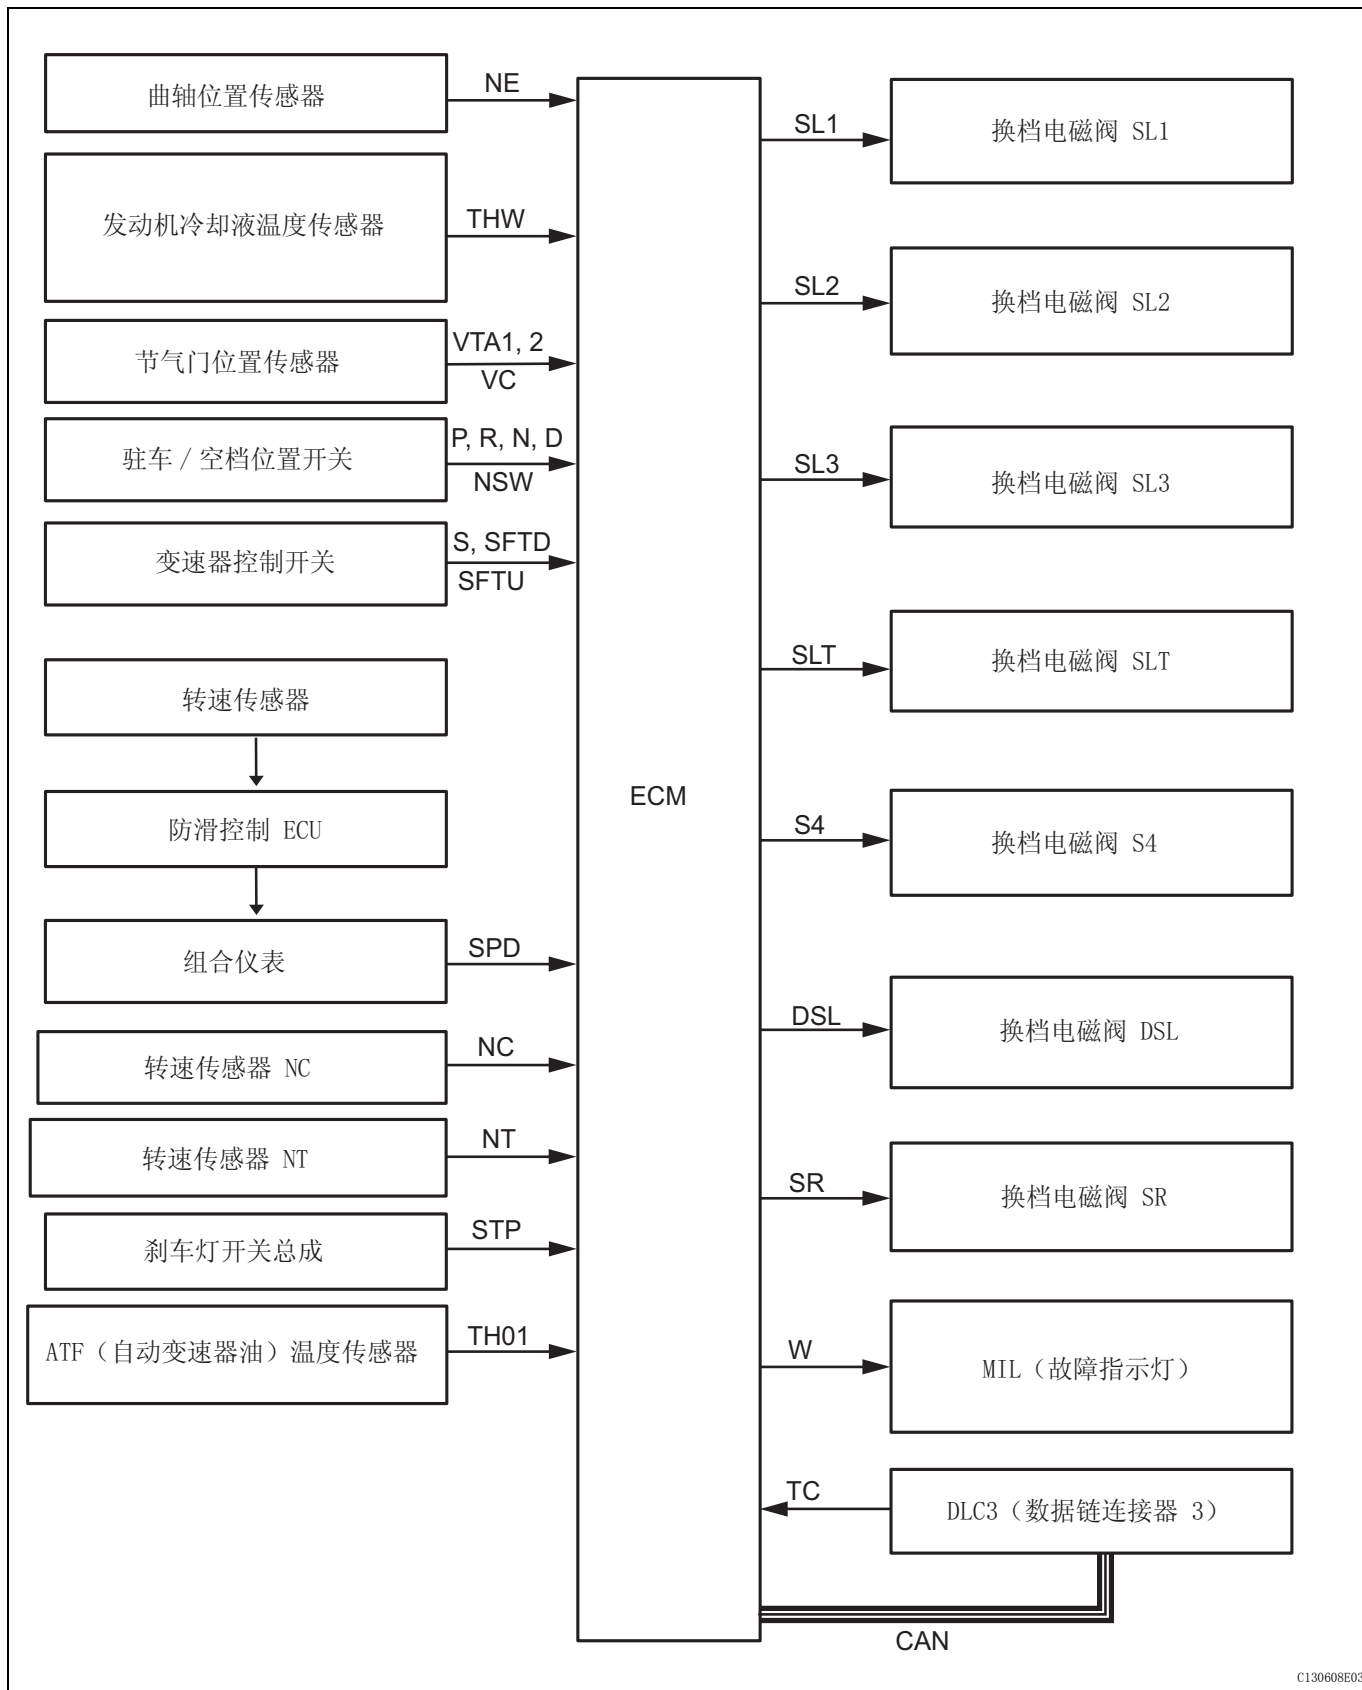 曲轴位置传感器
NE
发动机冷却液温度传感器
THW
节气门位置传感器
VTA1, 2
VC
驻车 / 空档位置开关
P, R, N, D
NSW
变速器控制开关
S, SFTD
SFTU
转速传感器
防滑控制 ECU
组合仪表
SPD
转速传感器 NC
NC
转速传感器 NT
NT
刹车灯开关总成
STP
ATF（自动变速器油）温度传感器
TH01
ECM
SL1
换档电磁阀 SL1
SL2
换档电磁阀 SL2
SL3
换档电磁阀 SL3
SLT
换档电磁阀 SLT
S4
换档电磁阀 S4
DSL
换档电磁阀 DSL
SR
换档电磁阀 SR
W
MIL（故障指示灯）
TC
DLC3（数据链连接器 3）
CAN
C130608E03